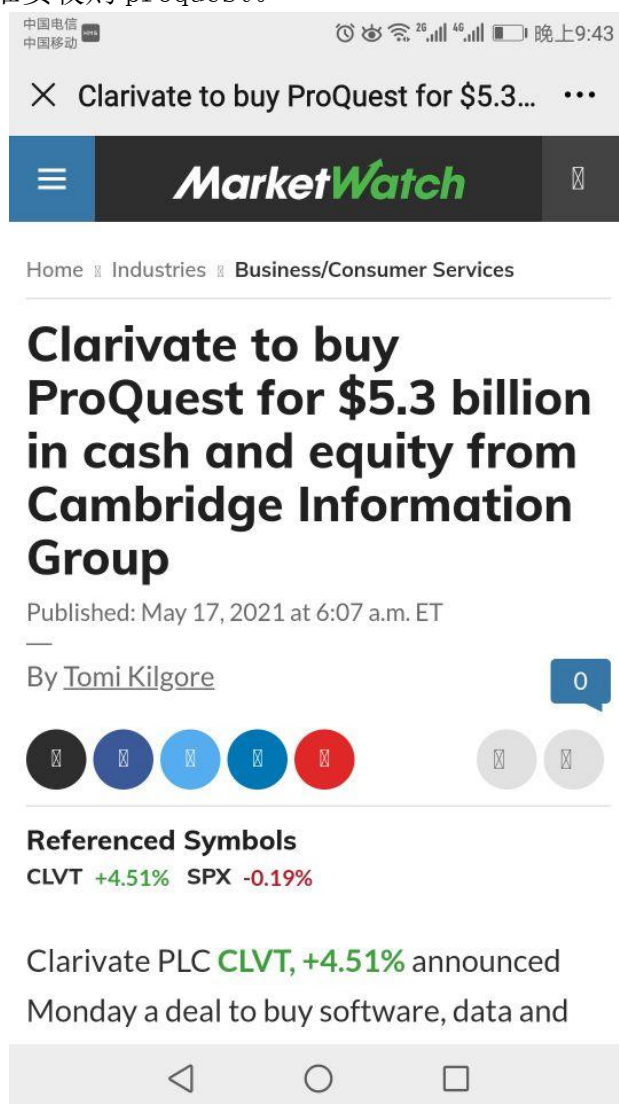 proquest。
中国电信 HMS
中国移动
26 46 晚上9:43
Clarivate to buy ProQuest for $5.3...
MarketWatch
Home Industries Business/Consumer Services
Clarivate to buy
ProQuest for $5.3 billion
in cash and equity from
Cambridge Information
Group
Published: May 17, 2021 at 6:07 a.m. ET
By Tomi Kilgore
0
Referenced Symbols
CLVT +4.51% SPX -0.19%
Clarivate PLC CLVT, +4.51% announced
Monday a deal to buy software, data and